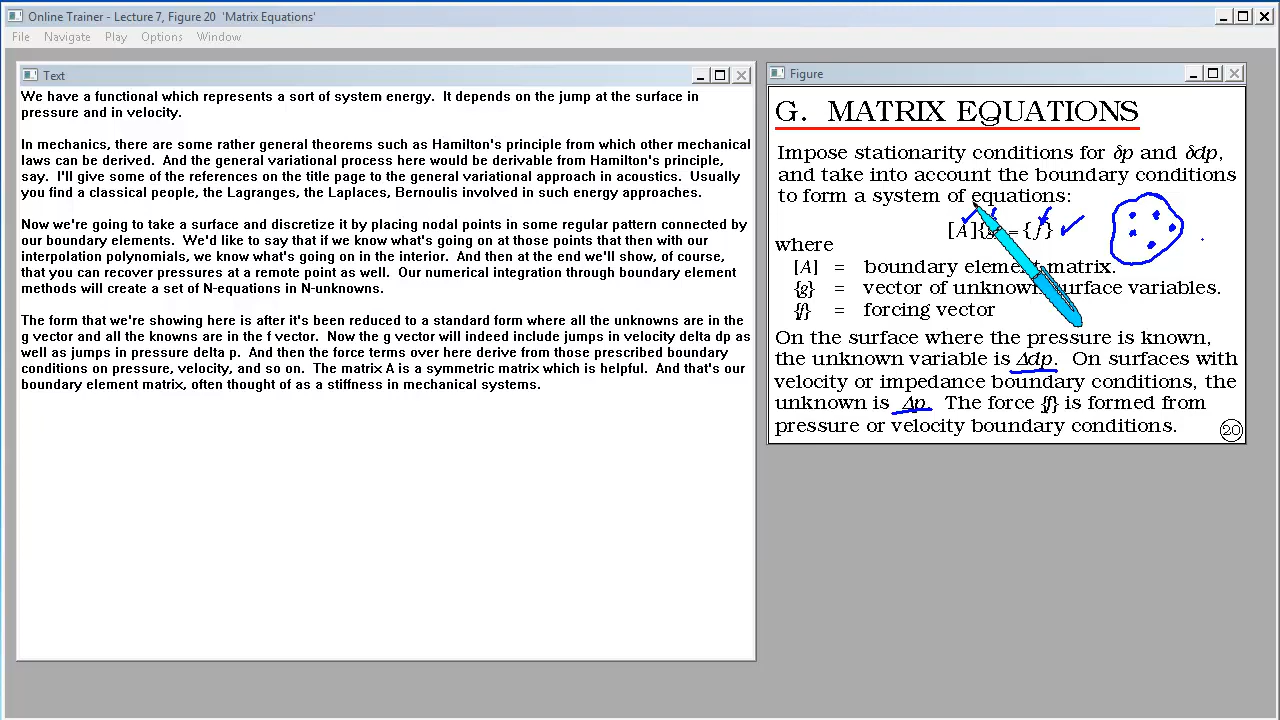 Online Trainer - Lecture 7, Figure 20 'Matrix Equations'
File Navigate Play Options Window
Text
We have a functional which represents a sort of system energy. It depends on the jump at the surface in
pressure and in velocity.
In mechanics, there are some rather general theorems such as Hamilton's principle from which other mechanical
laws can be derived. And the general variational process here would be derivable from Hamilton's principle,
say. I'll give some of the references on the title page to the general variational approach in acoustics. Usually
you find a classical people, the Lagranges, the Laplaces, Bernoulis involved in such energy approaches.
Now we're going to take a surface and discretize it by placing nodal points in some regular pattern connected by
our boundary elements. We'd like to say that if we know what's going on at those points that then with our
interpolation polynomials, we know what's going on in the interior. And then at the end we'll show, of course,
that you can recover pressures at a remote point as well. Our numerical integration through boundary element
methods will create a set of N-equations in N-unknowns.
The form that we're showing here is after it's been reduced to a standard form where all the unknowns are in the
g vector and all the knowns are in the f vector. Now the g vector will indeed include jumps in velocity delta dp as
well as jumps in pressure delta p. And then the force terms over here derive from those prescribed boundary
conditions on pressure, velocity, and so on. The matrix A is a symmetric matrix which is helpful. And that's our
boundary element matrix, often thought of as a stiffness in mechanical systems.
Figure
G. MATRIX EQUATIONS
Impose stationarity conditions for δp and δdp,
and take into account the boundary conditions
to form a system of equations:
[A]{g} = {f}
where
[A] = boundary element matrix.
{g} = vector of unknown surface variables.
{f} = forcing vector
On the surface where the pressure is known,
the unknown variable is Δdp. On surfaces with
velocity or impedance boundary conditions, the
unknown is Δp. The force {f} is formed from
pressure or velocity boundary conditions.
20